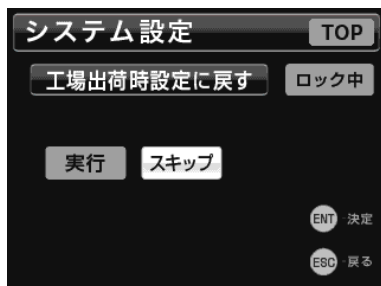 システム設定 TOP
工場出荷時設定に戻す ロック中
実行 スキップ
ENT -決定
ESC -戻る